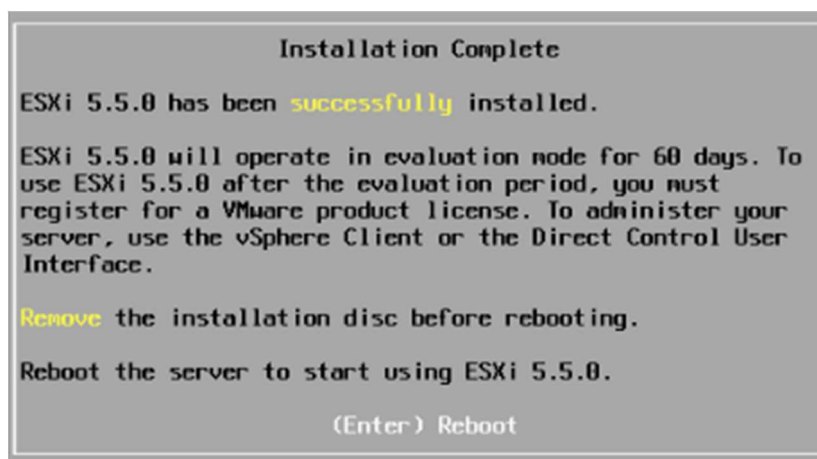 Installation Complete
ESXi 5.5.0 has been successfully installed.
ESXi 5.5.0 will operate in evaluation mode for 60 days. To
use ESXi 5.5.0 after the evaluation period, you must
register for a VMware product license. To administer your
server, use the vSphere Client or the Direct Control User
Interface.
Remove the installation disc before rebooting.
Reboot the server to start using ESXi 5.5.0.
(Enter) Reboot